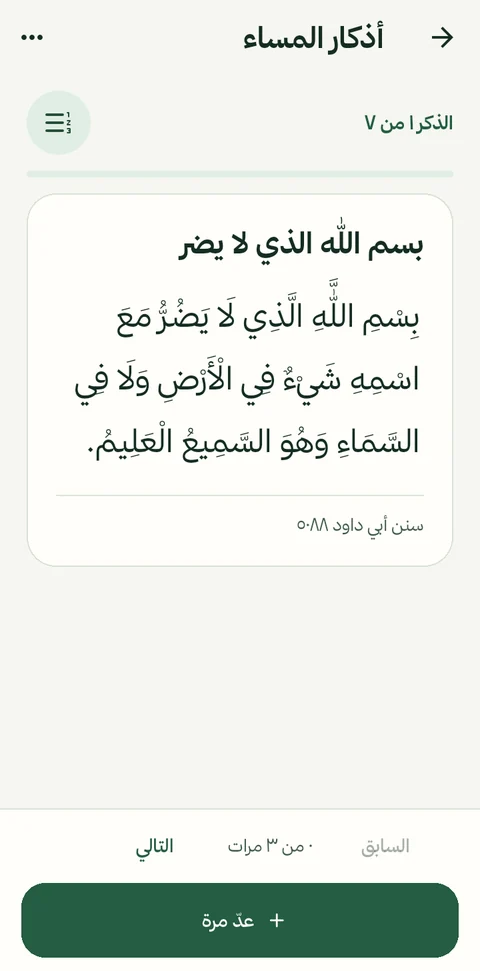 أذكار المساء
الذكر ١ من ٧
بسم الله الذي لا يضر
بِسْمِ اللَّهِ الَّذِي لَا يَضُرُّ مَعَ
اسْمِهِ شَيْءٌ فِي الْأَرْضِ وَلَا فِي
السَّمَاءِ وَهُوَ السَّمِيعُ الْعَلِيمُ.
سنن أبي داود ٥٠٨٨
السابق
٠ من ٣ مرات
التالي
+ عدّ مرة